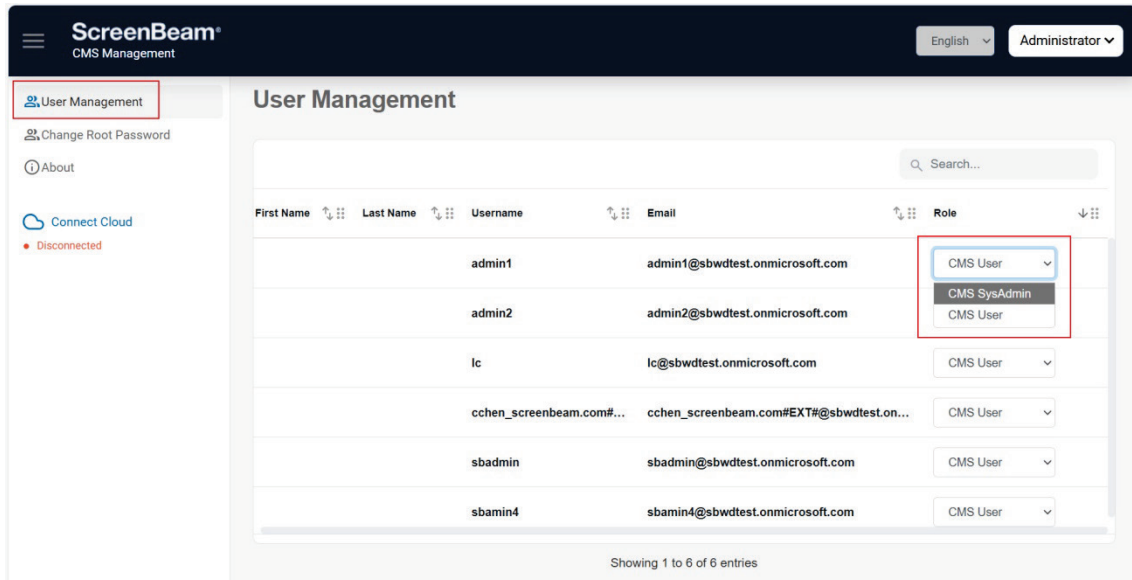 ScreenBeam®
CMS Management
English
Administrator
User Management
Change Root Password
About
Connect Cloud
Disconnected
User Management
Search...
First Name Last Name Username Email Role
admin1 admin1@sbwdtest.onmicrosoft.com CMS User
CMS SysAdmin
CMS User
admin2 admin2@sbwdtest.onmicrosoft.com
lc lc@sbwdtest.onmicrosoft.com CMS User
cchen_screenbeam.com#... cchen_screenbeam.com#EXT#@sbwdtest.on... CMS User
sbadmin sbadmin@sbwdtest.onmicrosoft.com CMS User
sbamin4 sbamin4@sbwdtest.onmicrosoft.com CMS User
Showing 1 to 6 of 6 entries